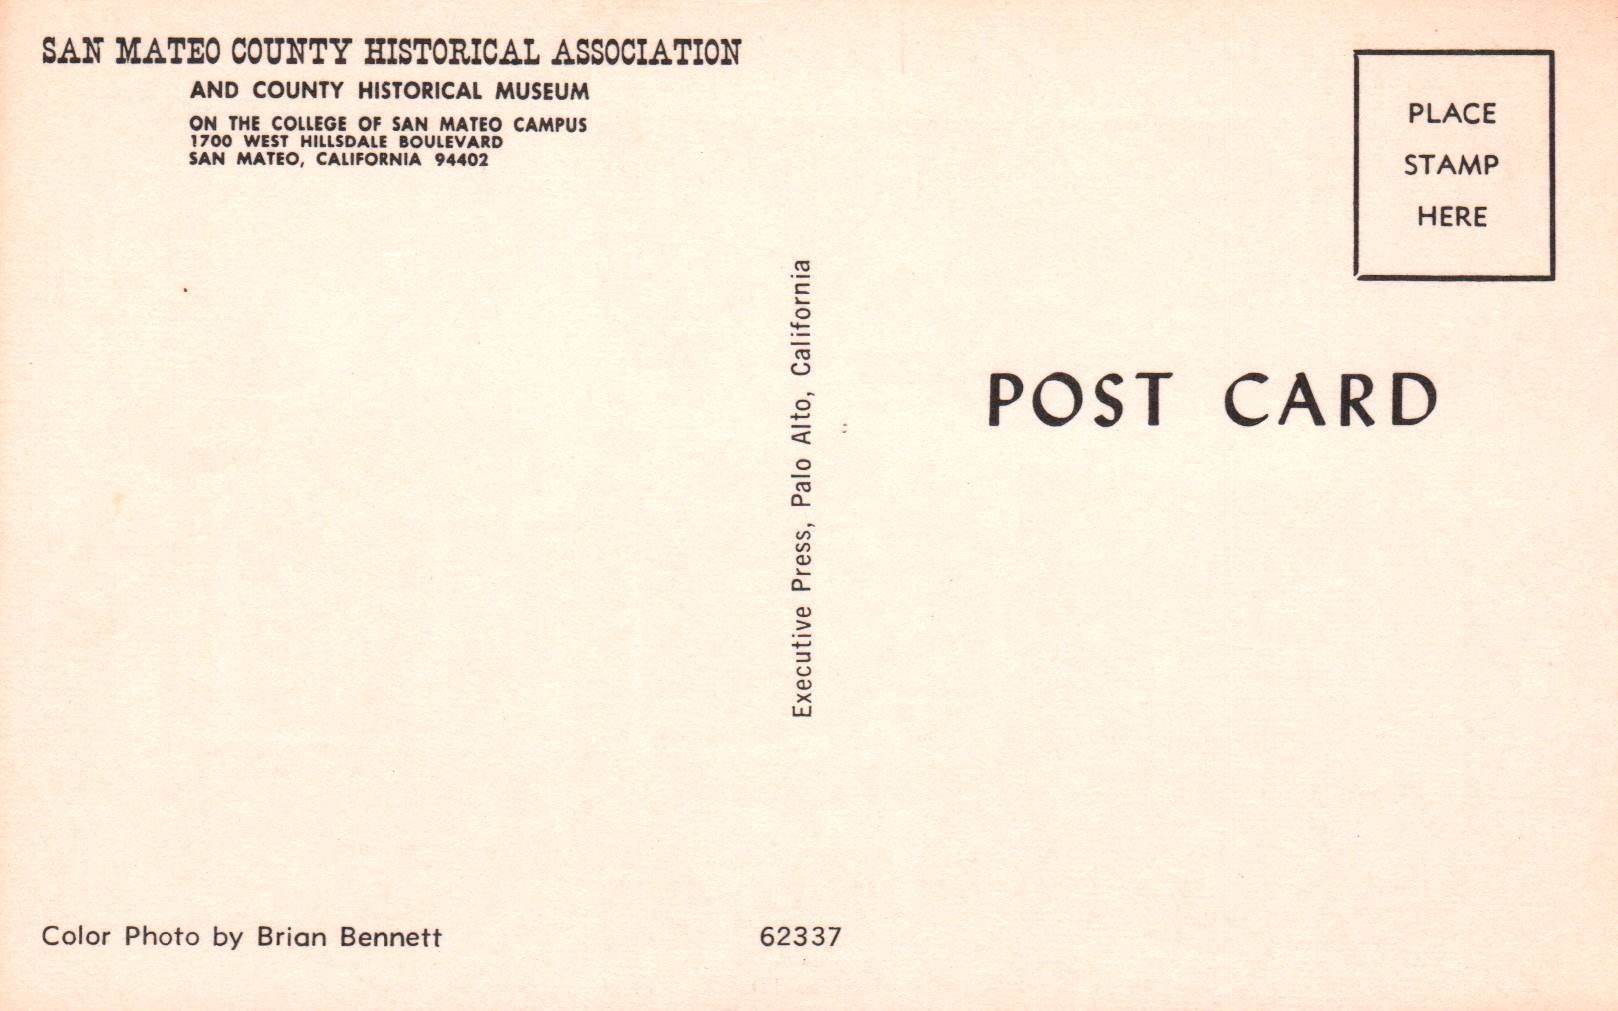 SAN MATEO COUNTY HISTORICAL ASSOCIATION
AND COUNTY HISTORICAL MUSEUM
ON THE COLLEGE OF SAN MATEO CAMPUS
1700 WEST HILLSDALE BOULEVARD
SAN MATEO, CALIFORNIA 94402
PLACE
STAMP
HERE
Executive Press, Palo Alto, California
POST CARD
Color Photo by Brian Bennett
62337